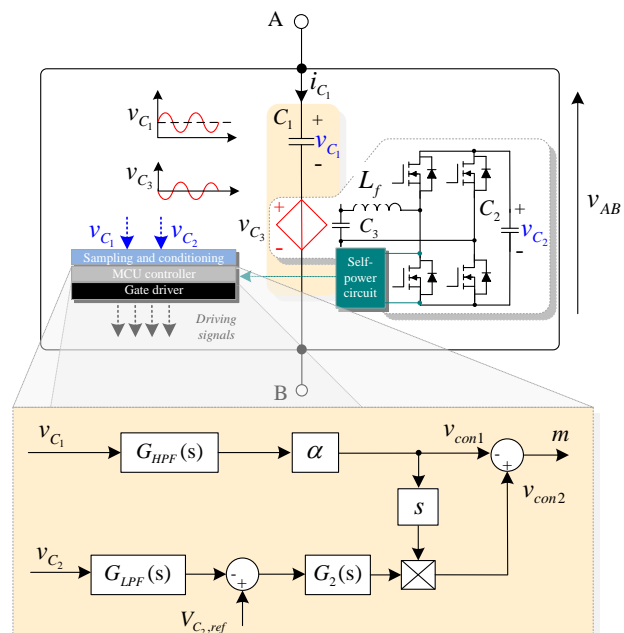 A
i_{C_1}
C_1
+
v_{C_1}
-
v_{C_1}
v_{C_3}
v_{AB}
L_f
C_3
C_2
+
v_{C_2}
-
v_{C_3}
+
-
v_{C_1}
v_{C_2}
Sampling and conditioning
MCU controller
Gate driver
Self-
power
circuit
Driving
signals
B
v_{C_1}
G_{HPF}(s)
α
v_{con1}
-
+
m
v_{con2}
s
v_{C_2}
G_{LPF}(s)
-
+
G_2(s)
V_{C_2,ref}